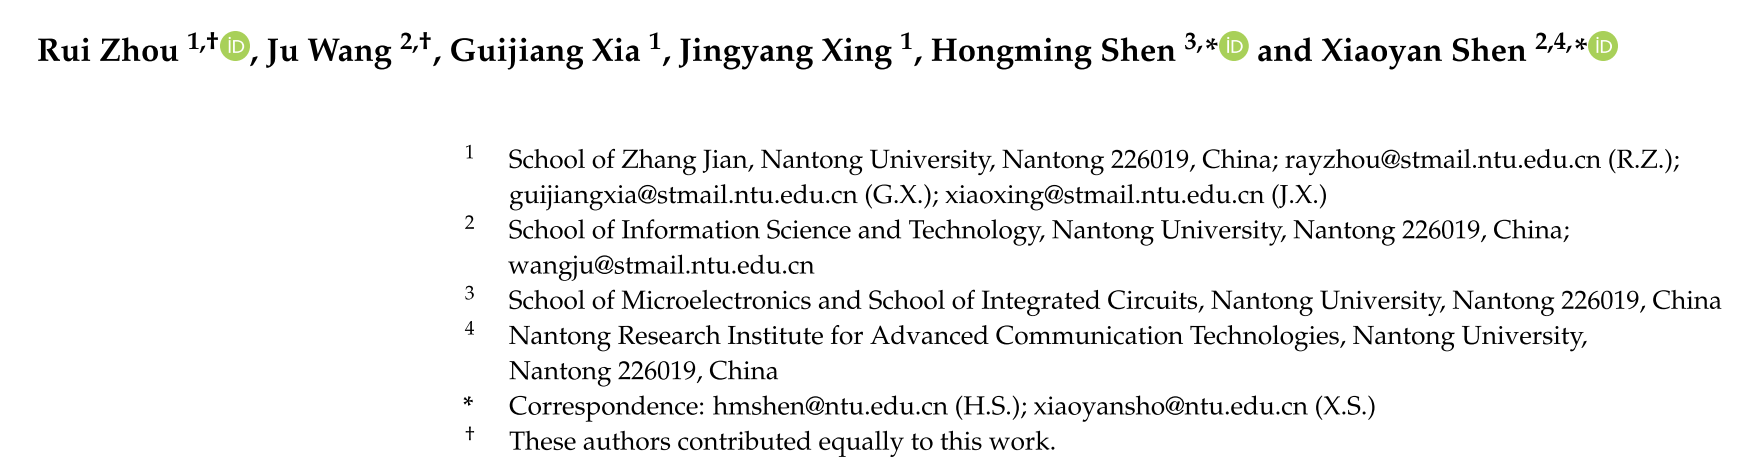 Rui Zhou 1,† iD, Ju Wang 2,†, Guijiang Xia 1, Jingyang Xing 1, Hongming Shen 3,* iD and Xiaoyan Shen 2,4,* iD
1 School of Zhang Jian, Nantong University, Nantong 226019, China; rayzhou@stmail.ntu.edu.cn (R.Z.);
guijiangxia@stmail.ntu.edu.cn (G.X.); xiaoxing@stmail.ntu.edu.cn (J.X.)
2 School of Information Science and Technology, Nantong University, Nantong 226019, China;
wangju@stmail.ntu.edu.cn
3 School of Microelectronics and School of Integrated Circuits, Nantong University, Nantong 226019, China
4 Nantong Research Institute for Advanced Communication Technologies, Nantong University,
Nantong 226019, China
* Correspondence: hmshen@ntu.edu.cn (H.S.); xiaoyansho@ntu.edu.cn (X.S.)
† These authors contributed equally to this work.